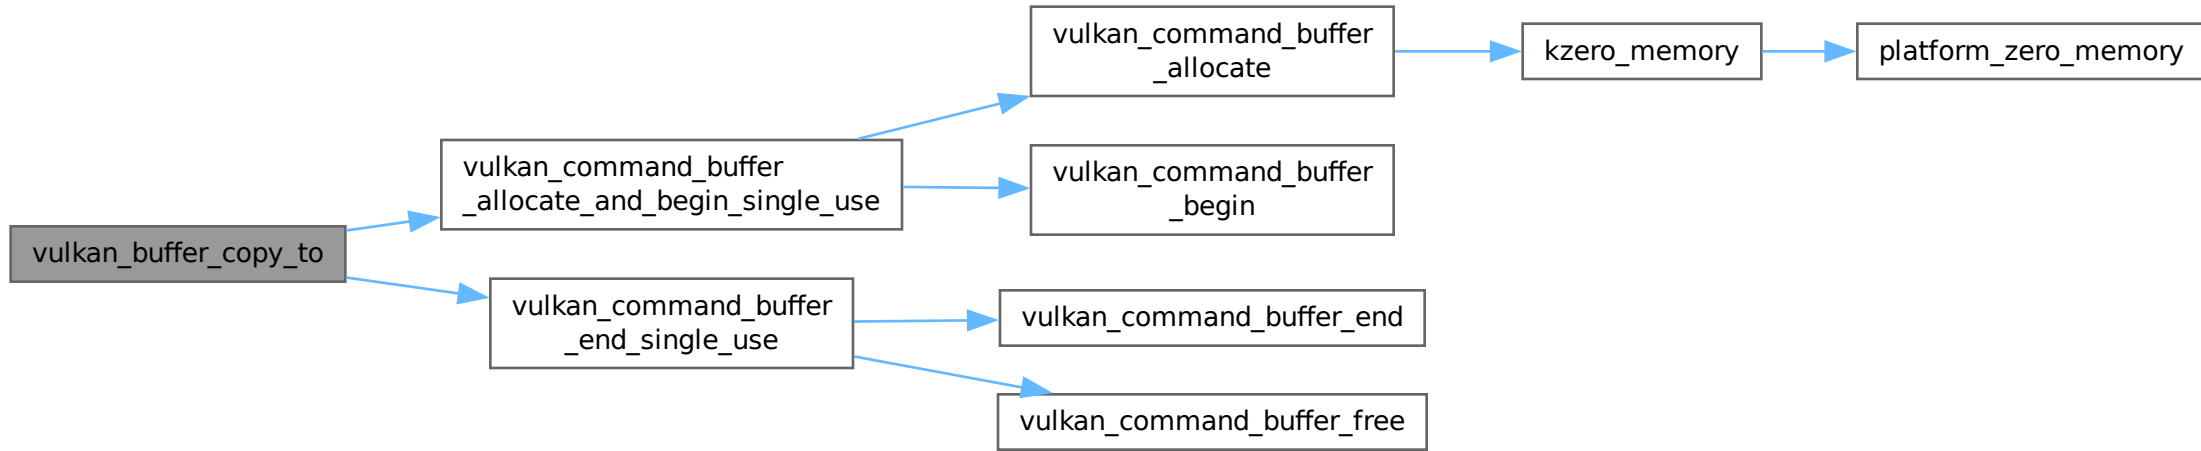 vulkan_buffer_copy_to
vulkan_command_buffer
_allocate_and_begin_single_use
vulkan_command_buffer
_allocate
kzero_memory
platform_zero_memory
vulkan_command_buffer
_begin
vulkan_command_buffer
_end_single_use
vulkan_command_buffer_end
vulkan_command_buffer_free